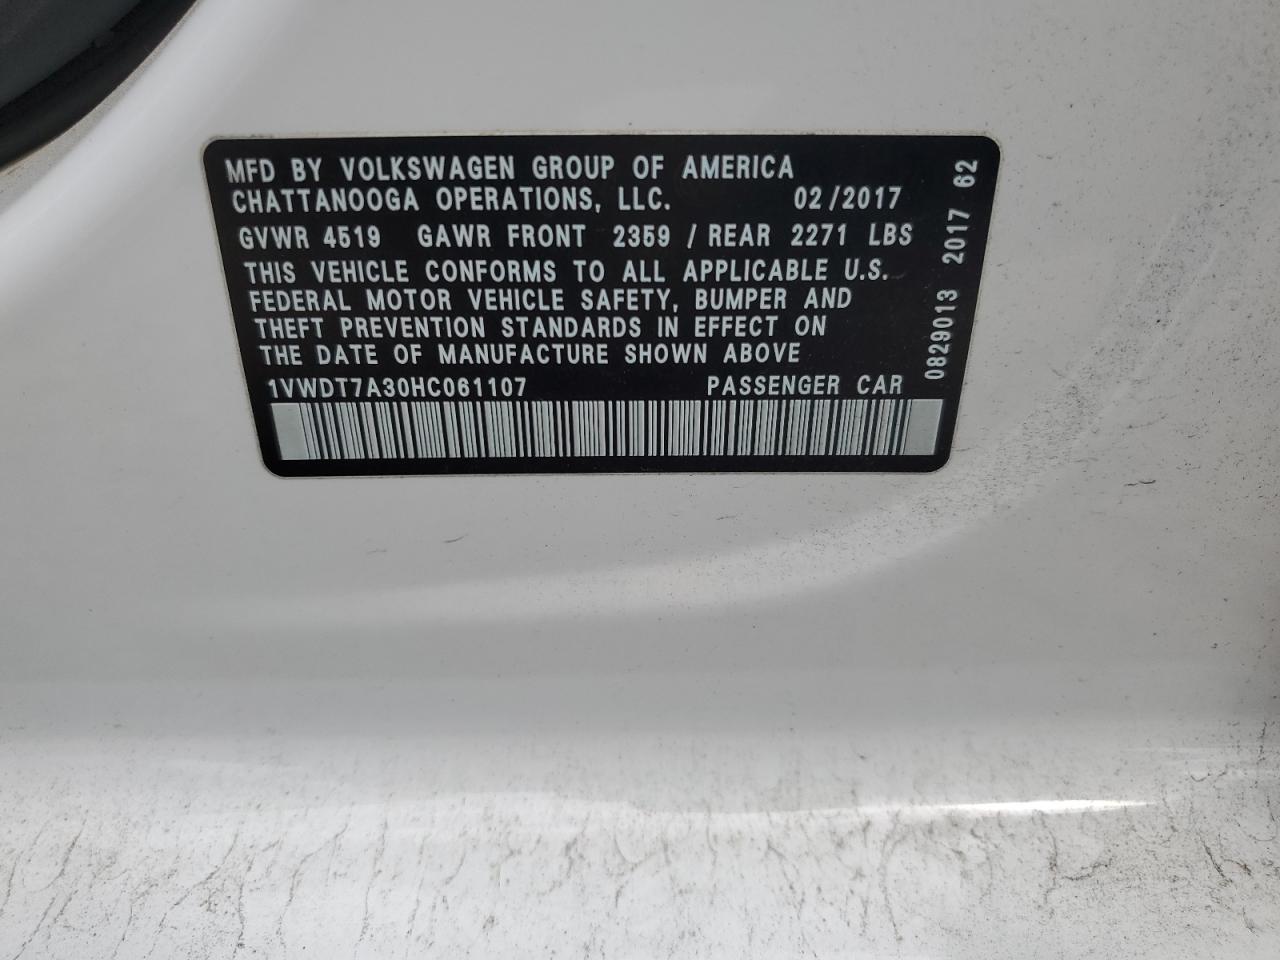 MFD BY VOLKSWAGEN GROUP OF AMERICA
CHATTANOOGA OPERATIONS, LLC. 02/2017
GVWR 4519 GAWR FRONT 2359 / REAR 2271 LBS
THIS VEHICLE CONFORMS TO ALL APPLICABLE U.S.
FEDERAL MOTOR VEHICLE SAFETY, BUMPER AND
THEFT PREVENTION STANDARDS IN EFFECT ON
THE DATE OF MANUFACTURE SHOWN ABOVE
1VWDT7A30HC061107 PASSENGER CAR
0829013 2017 62